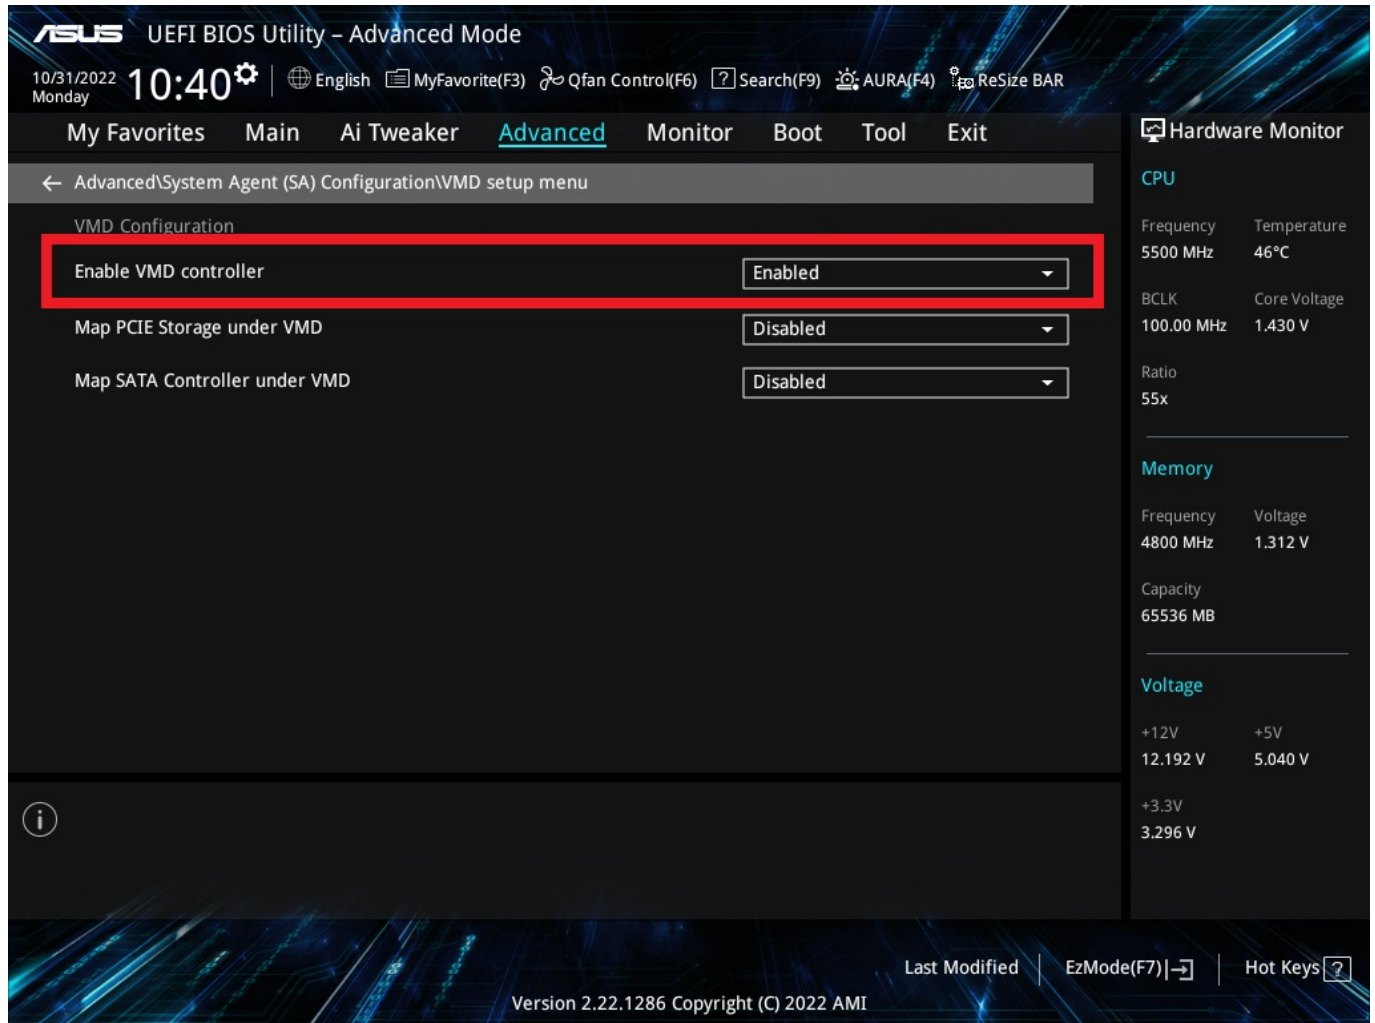 ASUS UEFI BIOS Utility – Advanced Mode
10/31/2022 Monday 10:40 English MyFavorite(F3) Qfan Control(F6) ? Search(F9) AURA(F4) ReSize BAR
My Favorites Main Ai Tweaker Advanced Monitor Boot Tool Exit
Hardware Monitor
← Advanced\System Agent (SA) Configuration\VMD setup menu
VMD Configuration
Enable VMD controller Enabled
Map PCIE Storage under VMD Disabled
Map SATA Controller under VMD Disabled
CPU
Frequency Temperature
5500 MHz 46°C
BCLK Core Voltage
100.00 MHz 1.430 V
Ratio
55x
Memory
Frequency Voltage
4800 MHz 1.312 V
Capacity
65536 MB
Voltage
+12V +5V
12.192 V 5.040 V
+3.3V
3.296 V
i
Last Modified EzMode(F7) Hot Keys ?
Version 2.22.1286 Copyright (C) 2022 AMI